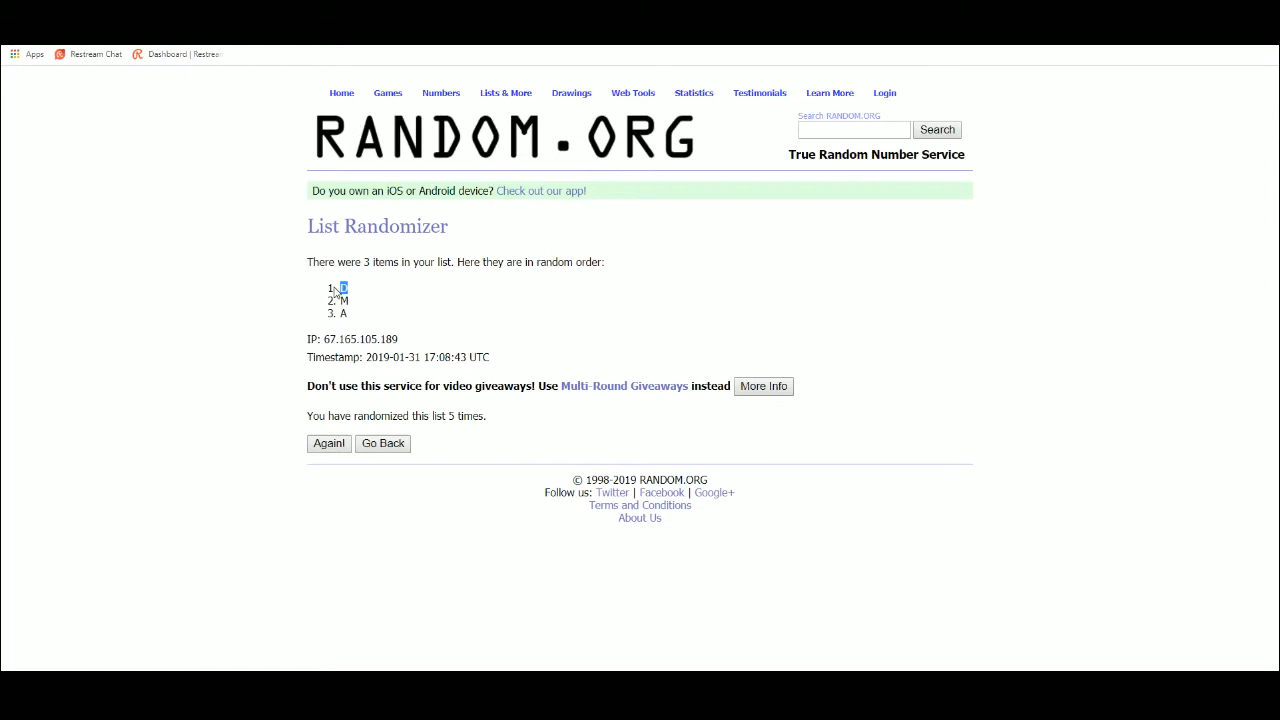 Apps Restream Chat Dashboard | Restrea
Home Games Numbers Lists & More Drawings Web Tools Statistics Testimonials Learn More Login
RANDOM.ORG
Search RANDOM.ORG
Search
True Random Number Service
Do you own an iOS or Android device? Check out our app!
List Randomizer
There were 3 items in your list. Here they are in random order:
1. D
2. M
3. A
IP: 67.165.105.189
Timestamp: 2019-01-31 17:08:43 UTC
Don't use this service for video giveaways! Use Multi-Round Giveaways instead More Info
You have randomized this list 5 times.
Again! Go Back
© 1998-2019 RANDOM.ORG
Follow us: Twitter | Facebook | Google+
Terms and Conditions
About Us